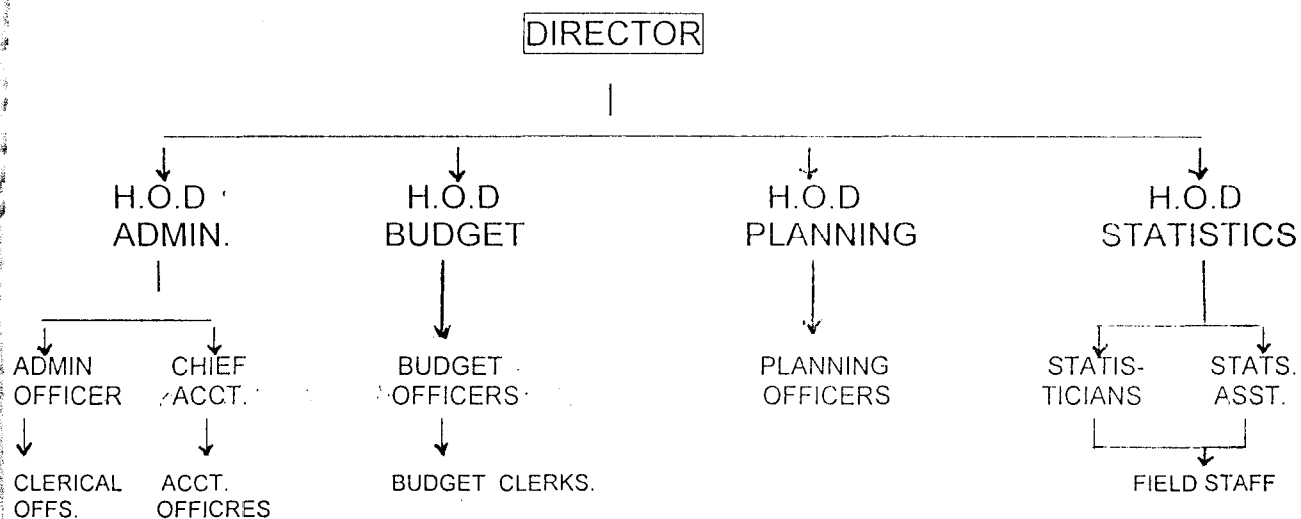 DIRECTOR
H.O.D H.O.D H.O.D H.O.D
ADMIN. BUDGET PLANNING STATISTICS
ADMIN CHIEF BUDGET PLANNING STATIS- STATS.
OFFICER ACCT. OFFICERS OFFICERS TICIANS ASST.
CLERICAL ACCT. BUDGET CLERKS. FIELD STAFF
OFFS. OFFICRES